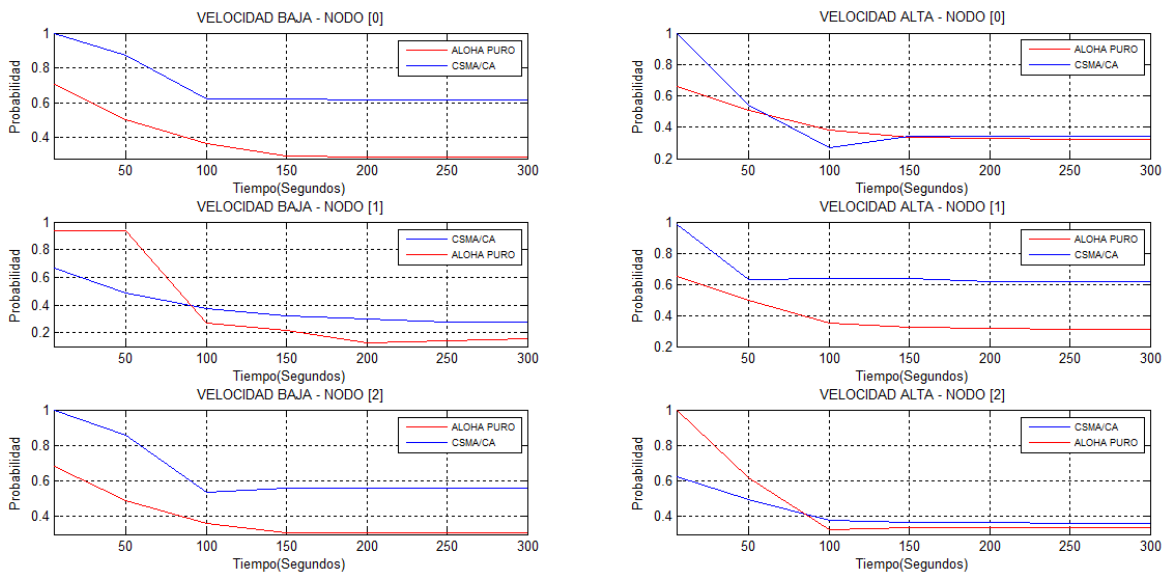 VELOCIDAD BAJA - NODO [0]
Probabilidad
1
0.8
0.6
0.4
ALOHA PURO
CSMA/CA
50 100 150 200 250 300
Tiempo(Segundos)
VELOCIDAD ALTA - NODO [0]
Probabilidad
1
0.8
0.6
0.4
0.2
ALOHA PURO
CSMA/CA
50 100 150 200 250 300
Tiempo(Segundos)
VELOCIDAD BAJA - NODO [1]
Probabilidad
1
0.8
0.6
0.4
0.2
CSMA/CA
ALOHA PURO
50 100 150 200 250 300
Tiempo(Segundos)
VELOCIDAD ALTA - NODO [1]
Probabilidad
1
0.8
0.6
0.4
0.2
ALOHA PURO
CSMA/CA
50 100 150 200 250 300
Tiempo(Segundos)
VELOCIDAD BAJA - NODO [2]
Probabilidad
1
0.8
0.6
0.4
ALOHA PURO
CSMA/CA
50 100 150 200 250 300
Tiempo(Segundos)
VELOCIDAD ALTA - NODO [2]
Probabilidad
1
0.8
0.6
0.4
CSMA/CA
ALOHA PURO
50 100 150 200 250 300
Tiempo(Segundos)